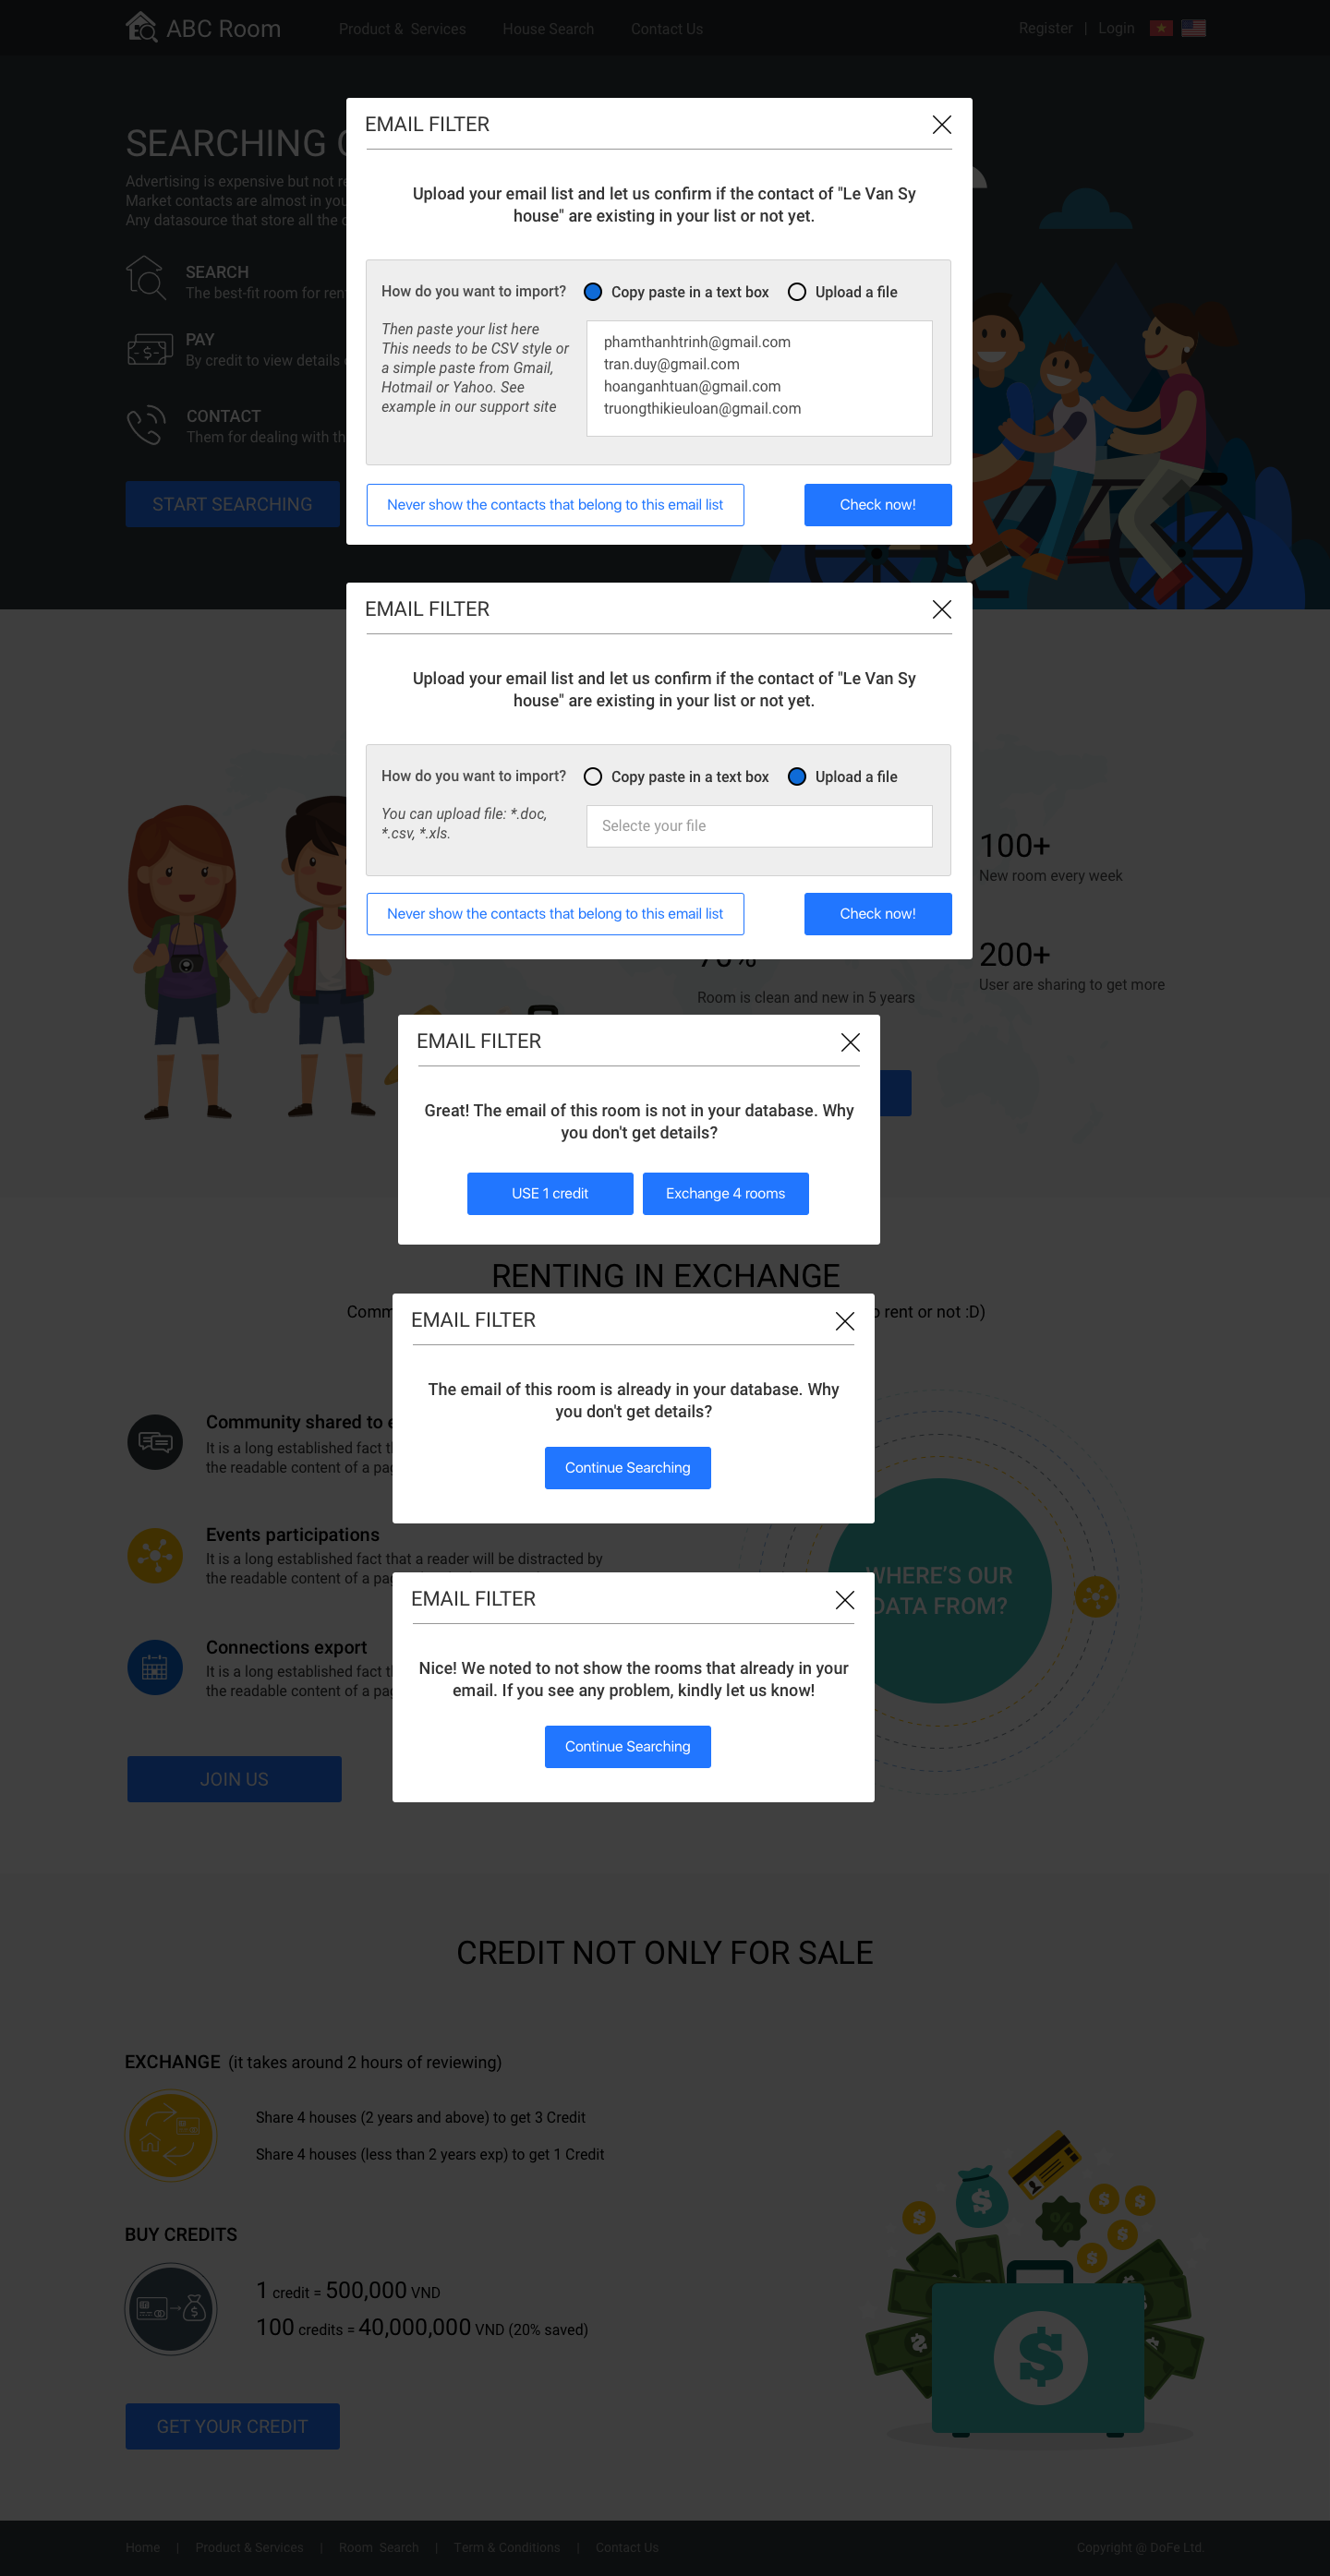 ABC Room
Product & Services
House Search
Contact Us
Register | Login
SEARCHING
Advertising is expensive but not
Market contacts are almost in you
Any datasource that store all the
SEARCH
The best-fit room for ren
PAY
By credit to view details
CONTACT
Them for dealing with th
START SEARCHING
EMAIL FILTER
Upload your email list and let us confirm if the contact of "Le Van Sy
house" are existing in your list or not yet.
How do you want to import?
Copy paste in a text box
Upload a file
Then paste your list here
This needs to be CSV style or
a simple paste from Gmail,
Hotmail or Yahoo. See
example in our support site
phamthanhtrinh@gmail.com
tran.duy@gmail.com
hoanganhtuan@gmail.com
truongthikieuloan@gmail.com
Never show the contacts that belong to this email list
Check now!
EMAIL FILTER
Upload your email list and let us confirm if the contact of "Le Van Sy
house" are existing in your list or not yet.
How do you want to import?
Copy paste in a text box
Upload a file
You can upload file: *.doc,
*.csv, *.xls.
Selecte your file
Never show the contacts that belong to this email list
Check now!
100+
New room every week
200+
User are sharing to get more
70%
Room is clean and new in 5 years
EMAIL FILTER
Great! The email of this room is not in your database. Why
you don't get details?
USE 1 credit
Exchange 4 rooms
RENTING IN EXCHANGE
Comm
o rent or not :D)
EMAIL FILTER
The email of this room is already in your database. Why
you don't get details?
Continue Searching
Community shared to e
It is a long established fact th
the readable content of a pag
Events participations
It is a long established fact that a reader will be distracted by
the readable content of a pag
Connections export
It is a long established fact th
the readable content of a pag
JOIN US
WHERE'S OUR
DATA FROM?
EMAIL FILTER
Nice! We noted to not show the rooms that already in your
email. If you see any problem, kindly let us know!
Continue Searching
CREDIT NOT ONLY FOR SALE
EXCHANGE (it takes around 2 hours of reviewing)
Share 4 houses (2 years and above) to get 3 Credit
Share 4 houses (less than 2 years exp) to get 1 Credit
BUY CREDITS
1 credit = 500,000 VND
100 credits = 40,000,000 VND (20% saved)
GET YOUR CREDIT
Home | Product & Services | Room Search | Term & Conditions | Contact Us
Copyright @ DoFe Ltd.